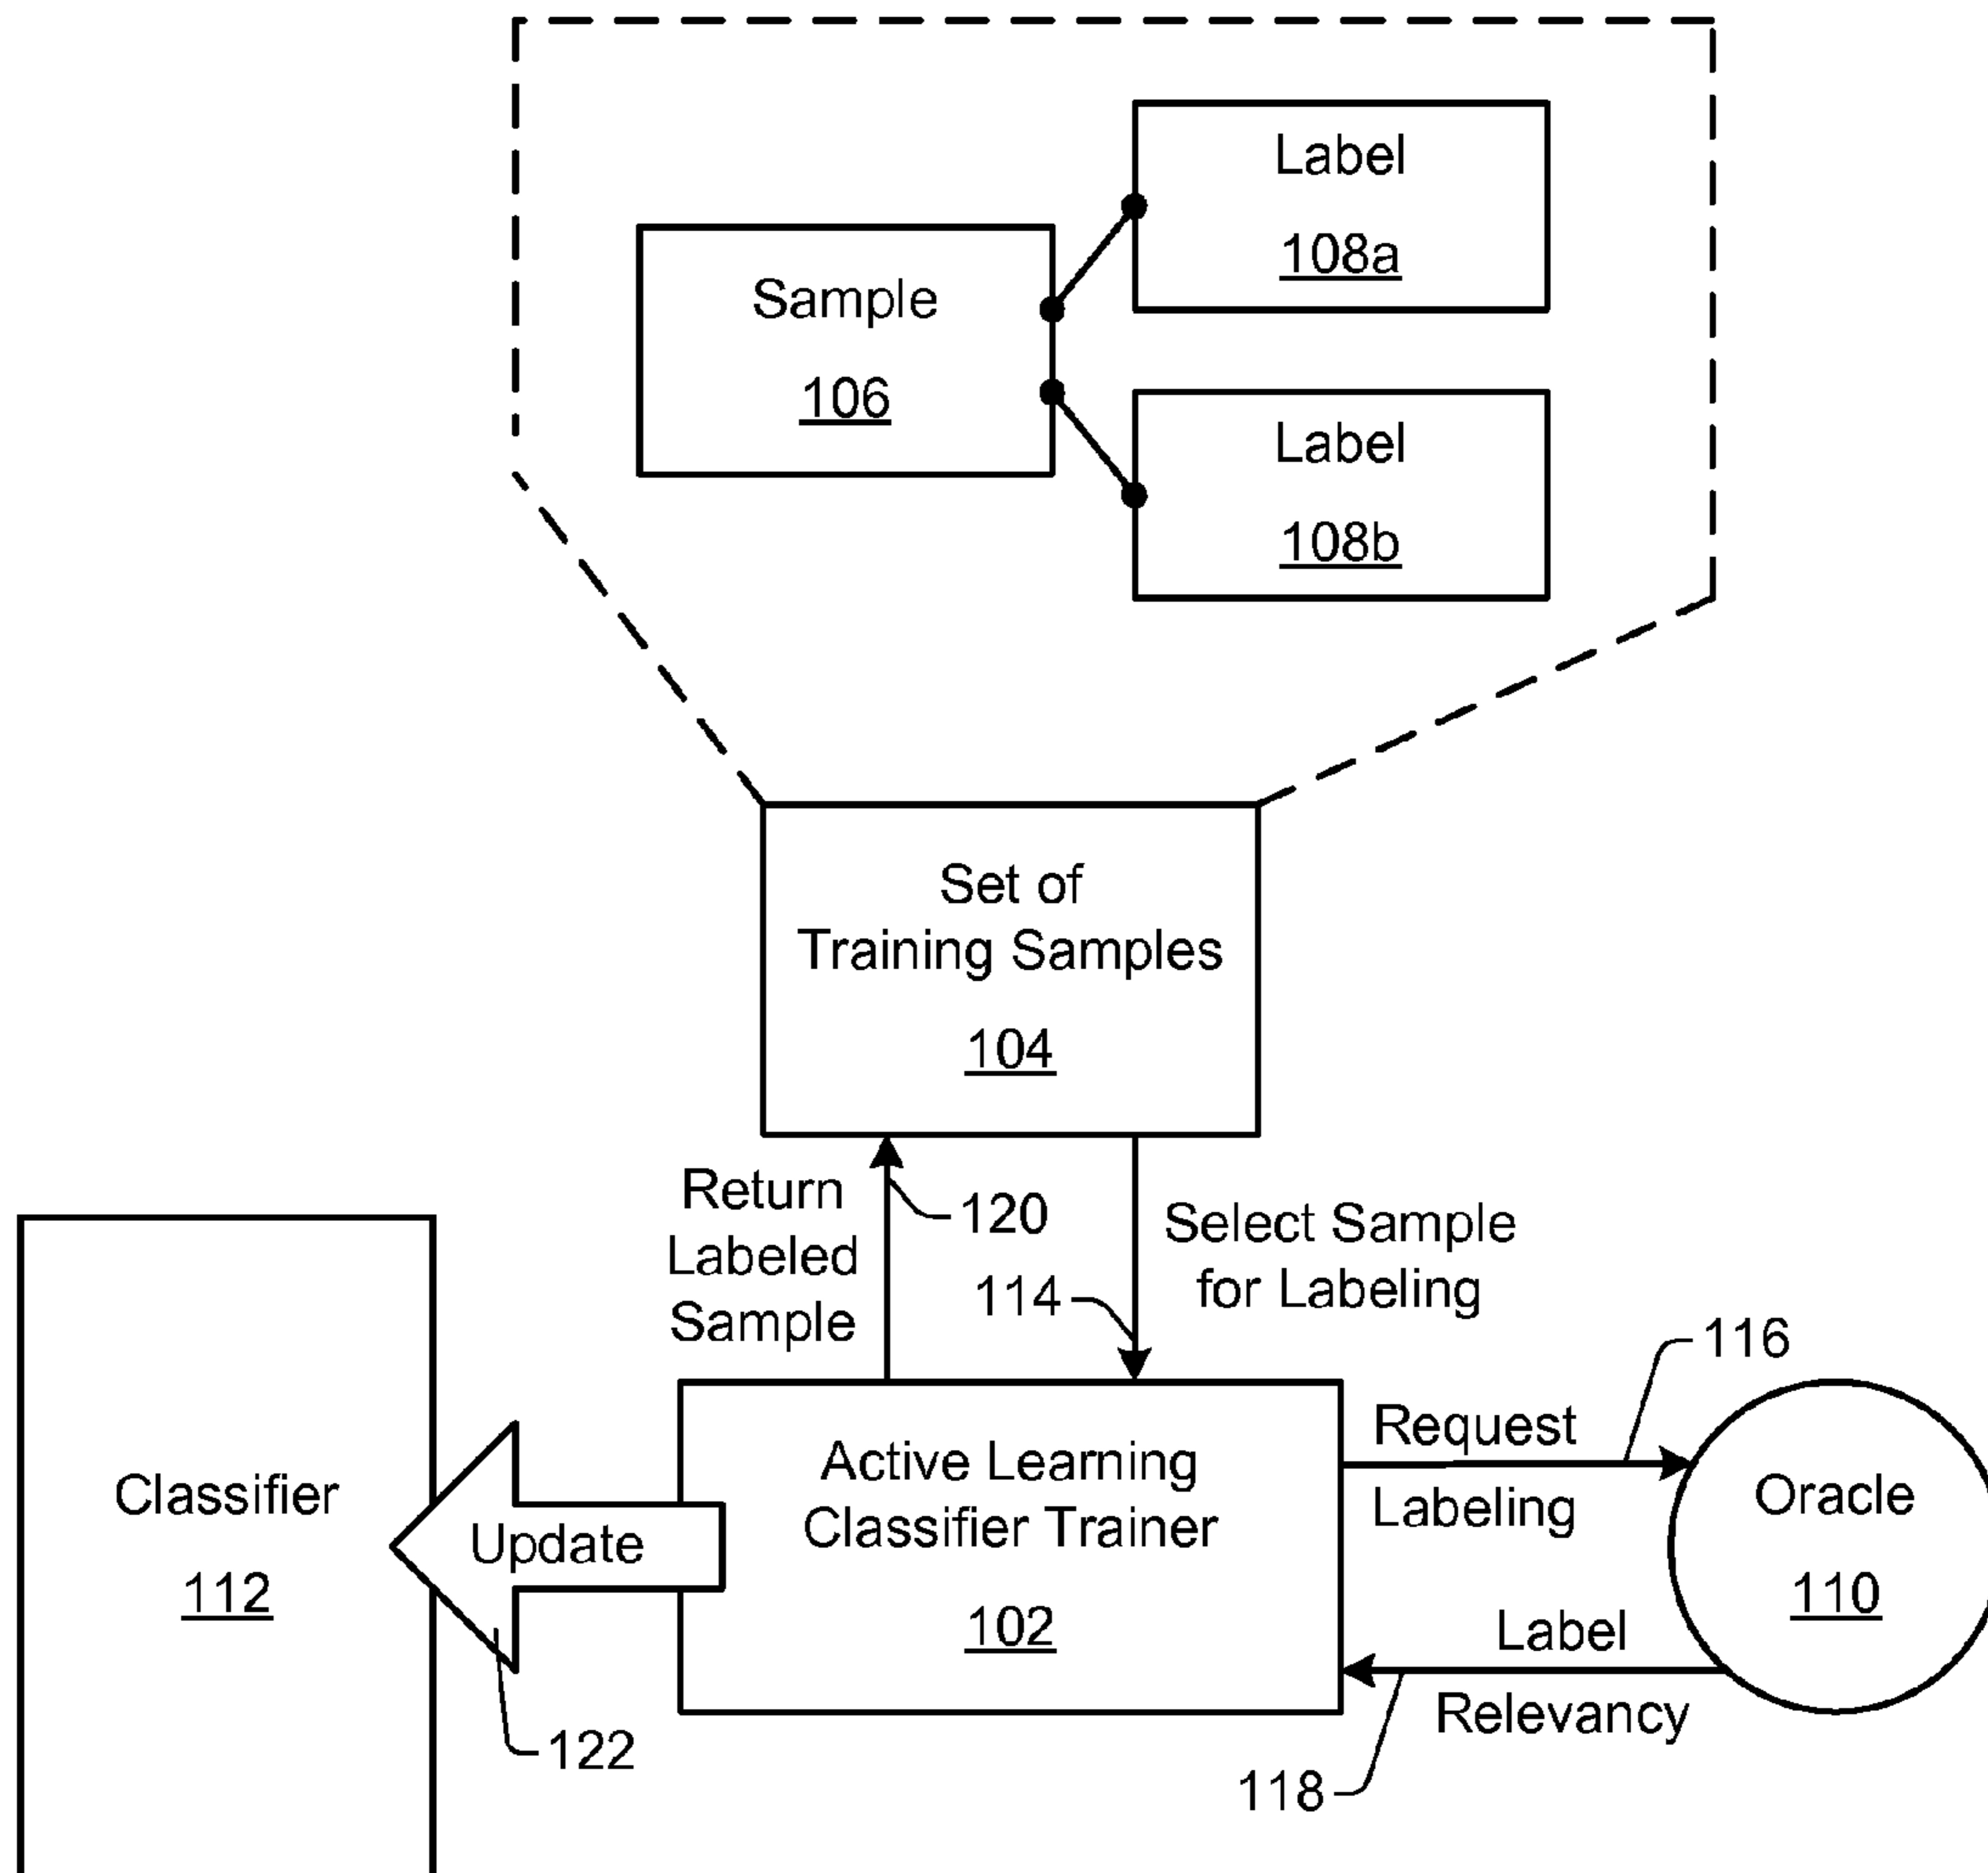 Label
108a
Sample
106
Label
108b
Set of
Training Samples
104
Return
Labeled
Sample
120
Select Sample
for Labeling
114
116
Request
Labeling
Oracle
110
Active Learning
Classifier Trainer
102
Classifier
112
Update
Label
Relevancy
122
118